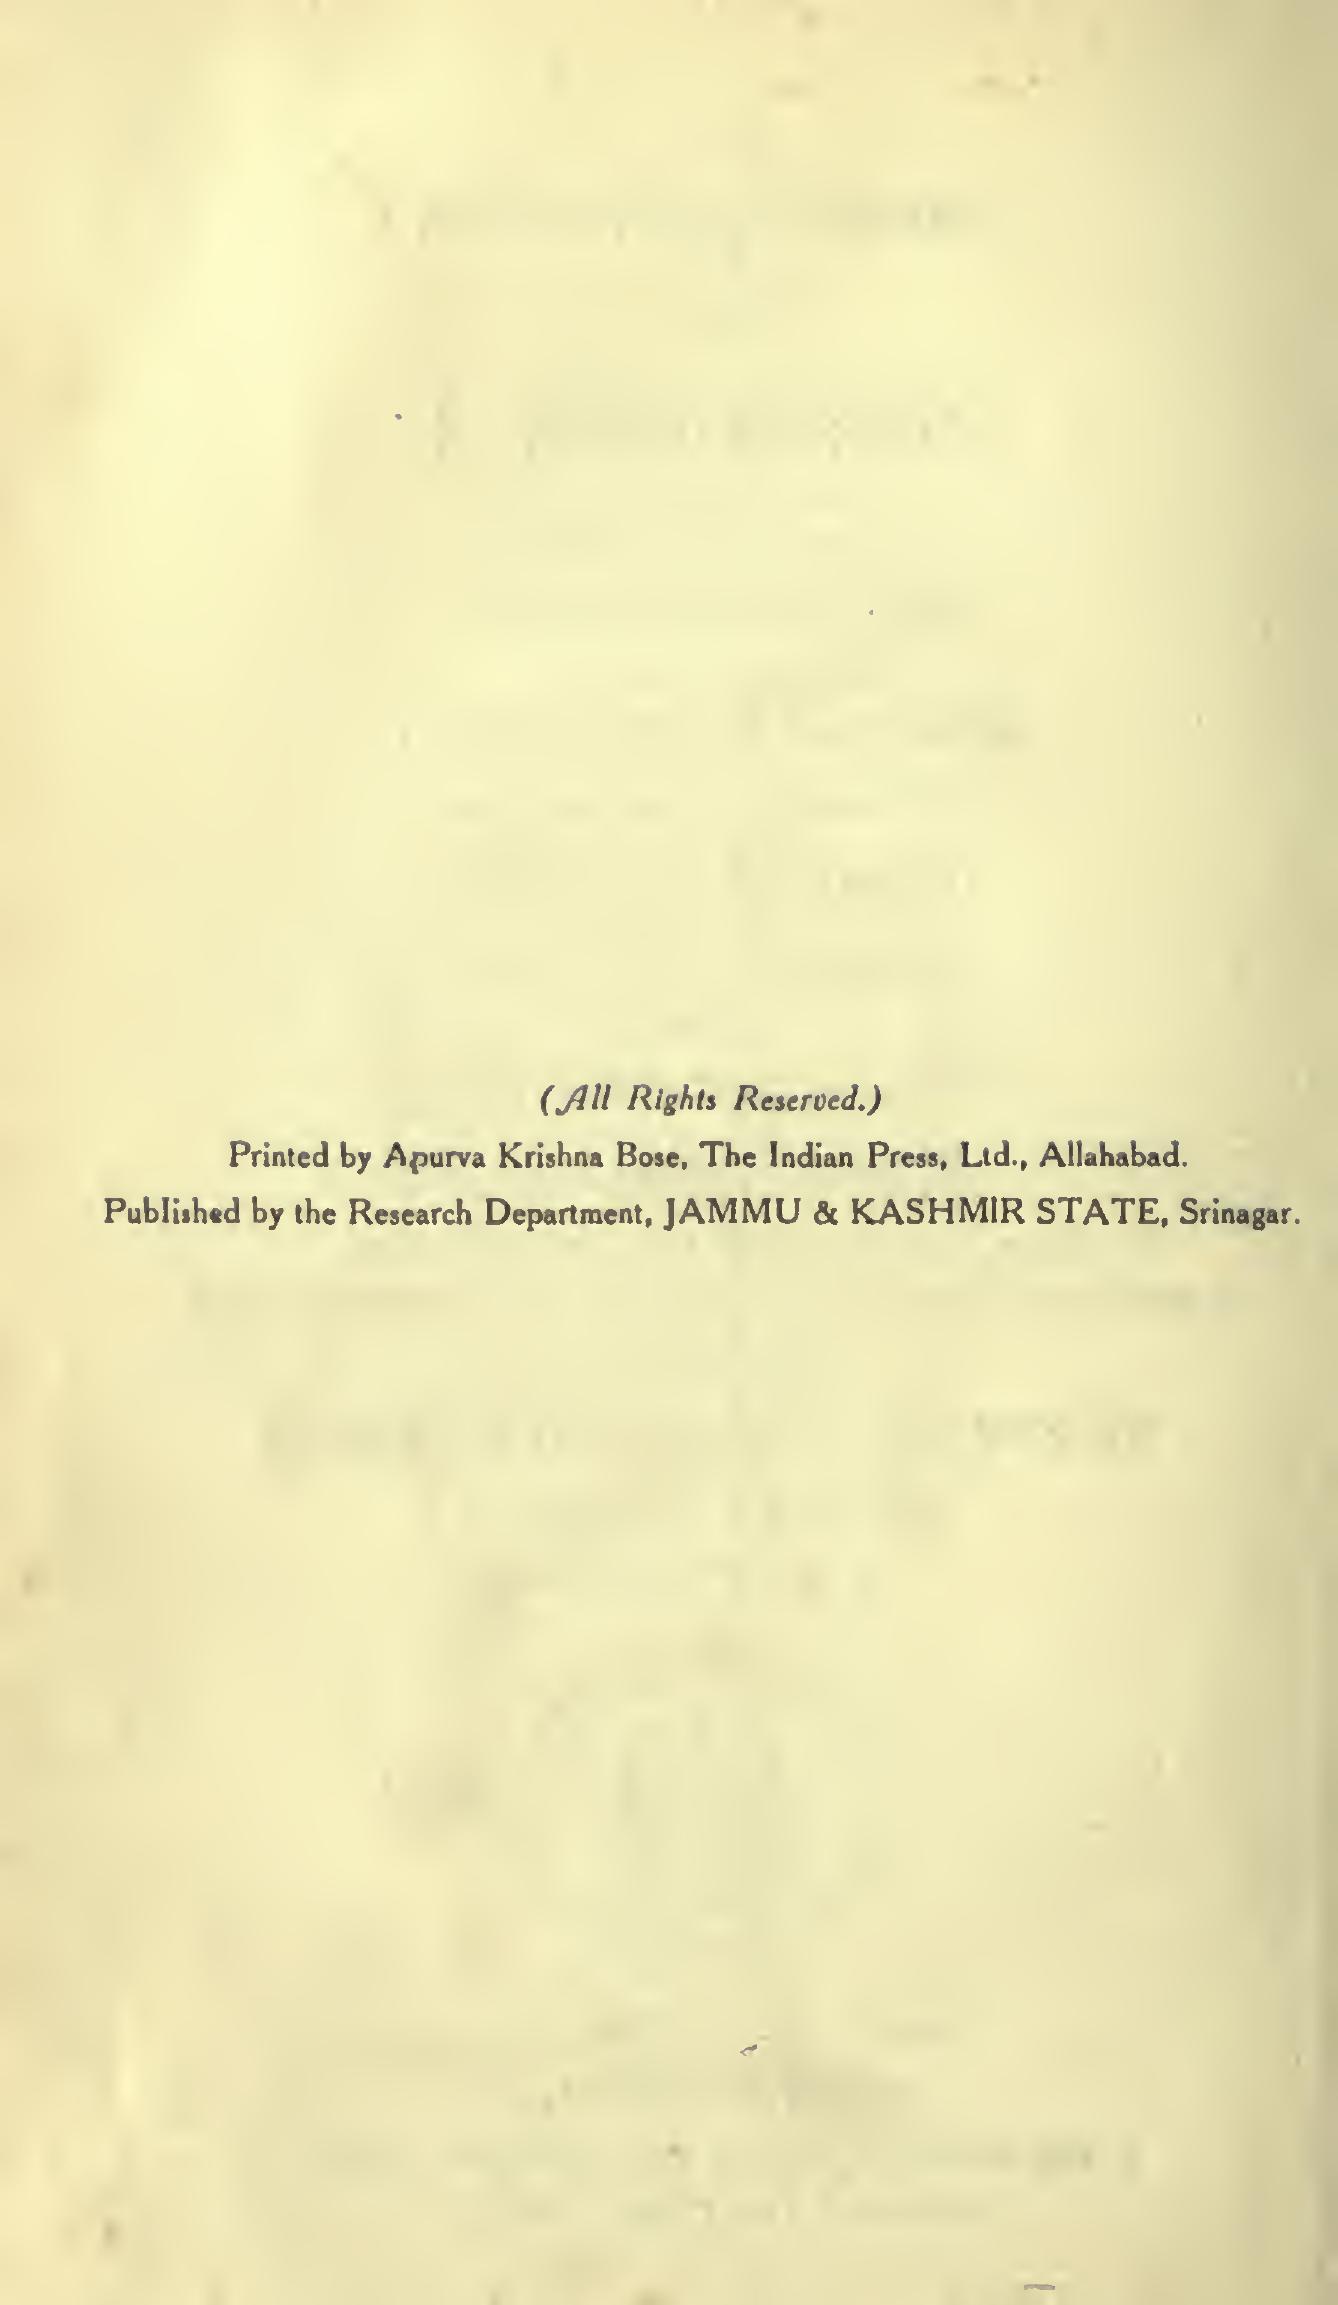 (All Rights Reserved.)
Printed by Apurva Krishna Bose, The Indian Press, Ltd., Allahabad.
Published by the Research Department, JAMMU & KASHMIR STATE, Srinagar.